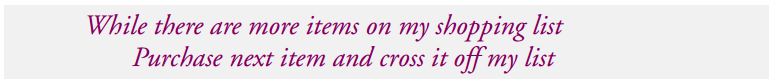 While there are more items on my shopping list
Purchase next item and cross it off my list